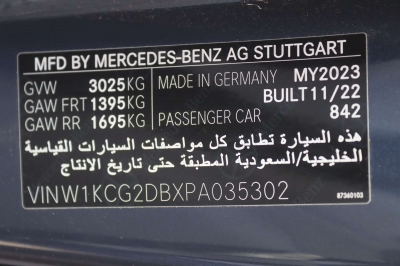 MFD BY MERCEDES-BENZ AG STUTTGART
GVW 3025KG MADE IN GERMANY MY2023
GAW FRT 1395KG BUILT11/22
GAW RR 1695KG PASSENGER CAR 842
هذه السيارة تطابق كل مواصفات السيارات القياسية
الخليجية/السعودية المطبقة حتى تاريخ الانتاج
VINW1KCG2DBXPA035302
87360103